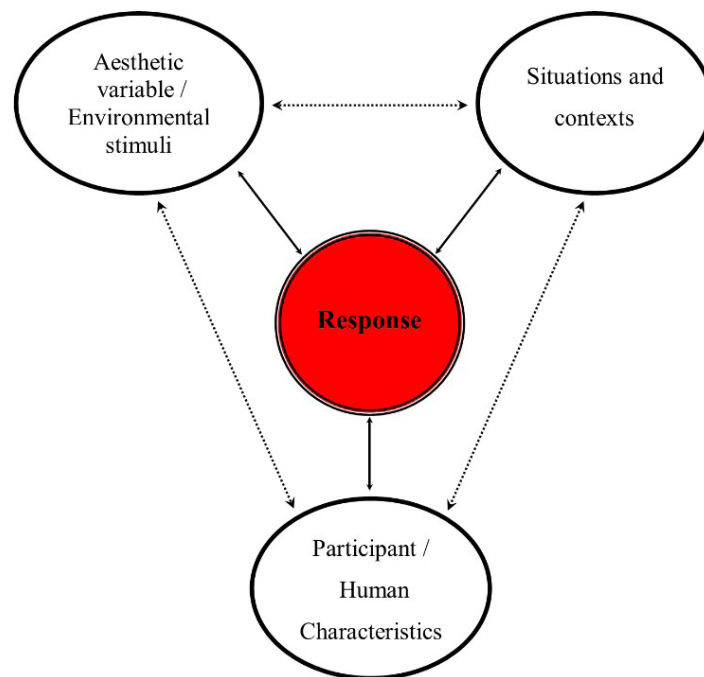 Aesthetic
variable /
Environmental
stimuli
Situations and
contexts
Response
Participant /
Human
Characteristics